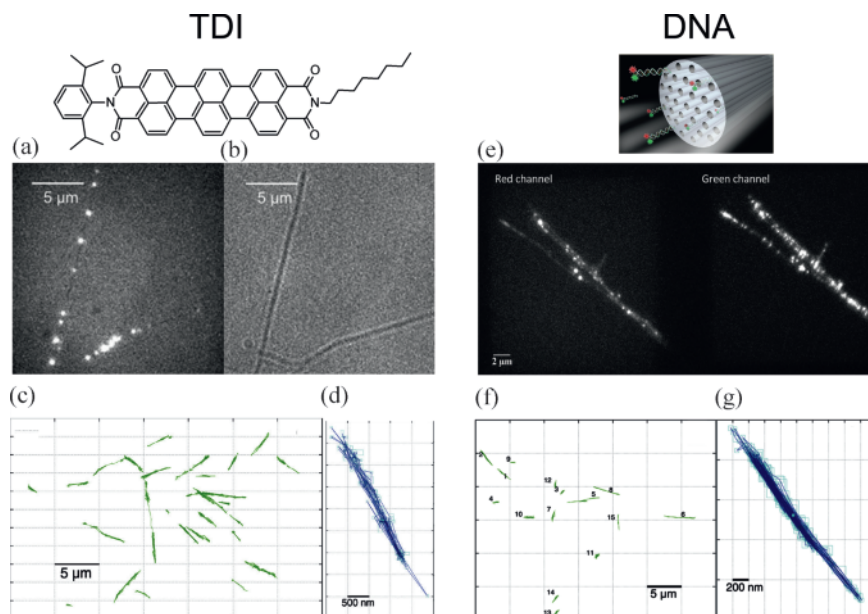 TDI
DNA
O
O
N
N
O
O
(a)
(b)
(e)
5 µm
5 µm
Red channel
Green channel
2 µm
(c)
(d)
(f)
(g)
2
9
1
12
3
8
4
5
10
7
15
6
11
14
13
5 µm
500 nm
5 µm
200 nm